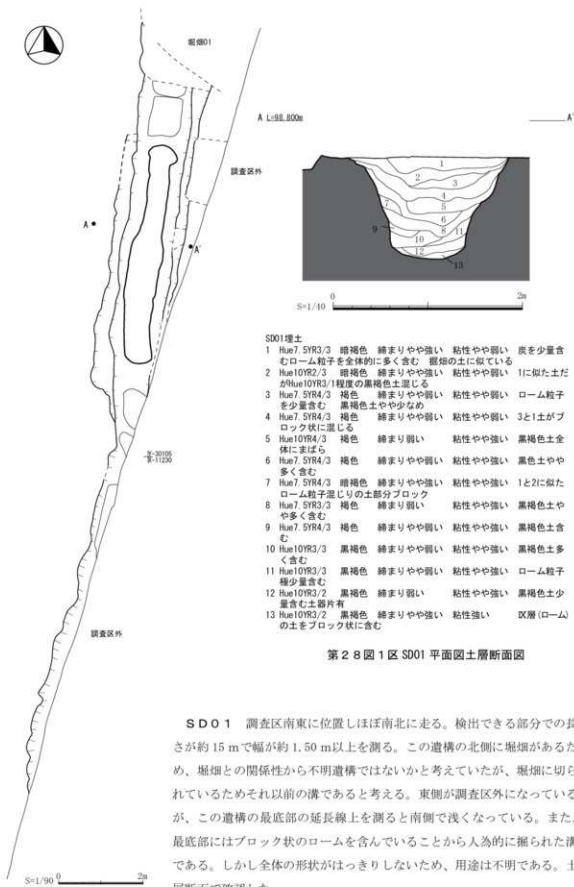 堀畑01
調査区外
A
A'
Y-30105
X-11230
調査区外
S=1/90
0
2m
A L=98.800m
A'
1
2
3
4
5
6
7
8
9
10
11
12
13
S=1/40
0
2m
SD01埋土
1 Hue7.5YR3/3 暗褐色 締まりやや強い 粘性やや弱い 炭を少量含
むローム粒子を全体的に多く含む 掘畑の土に似ている
2 Hue10YR2/3 暗褐色 締まりやや強い 粘性やや弱い 1に似た土だ
がHue10YR3/1程度の黒褐色土混じる
3 Hue7.5YR4/3 褐色 締まりやや弱い 粘性やや弱い ローム粒子
を少量含む 黒褐色土やや少なめ
4 Hue7.5YR4/3 褐色 締まりやや弱い 粘性やや弱い 3と1土がブ
ロック状に混じる
5 Hue10YR4/3 褐色 締まり弱い 粘性やや強い 黒褐色土全
体にまばら
6 Hue7.5YR4/3 褐色 締まりやや弱い 粘性やや強い 黒色土やや
多く含む
7 Hue7.5YR4/3 暗褐色 締まりやや強い 粘性やや強い 1と2に似た
ローム粒子混じりの土部分ブロック
8 Hue7.5YR3/3 褐色 締まり弱い 粘性やや強い 黒褐色土や
や多く含む
9 Hue7.5YR4/3 褐色 締まりやや弱い 粘性やや強い 黒褐色土含
む
10 Hue10YR3/3 黒褐色 締まりやや弱い 粘性やや強い 黒褐色土多
く含む
11 Hue10YR3/3 黒褐色 締まりやや弱い 粘性やや強い ローム粒子
極少量含む
12 Hue10YR3/2 黒褐色 締まり弱い 粘性やや強い 黒褐色土少
量含む土器片有
13 Hue10YR3/2 黒褐色 締まりやや強い 粘性強い 層(ローム)
の土をブロック状に含む
第28図1区SD01平面図土層断面図
SD01 調査区南東に位置しほぼ南北に走る。検出できる部分での長
さが約15mで幅が約1.50m以上を測る。この遺構の北側に堀畑があるた
め、堀畑との関係性から不明遺構ではないかと考えていたが、堀畑に切ら
れているためそれ以前の溝であると考える。東側が調査区外になっている
が、この遺構の最底部の延長線上を測ると南側で浅くなっている。また、
最底部にはブロック状のロームを含んでいることから人為的に掘られた溝
である。しかし全体の形状がはっきりしないため、用途は不明である。土
層断面で確認した